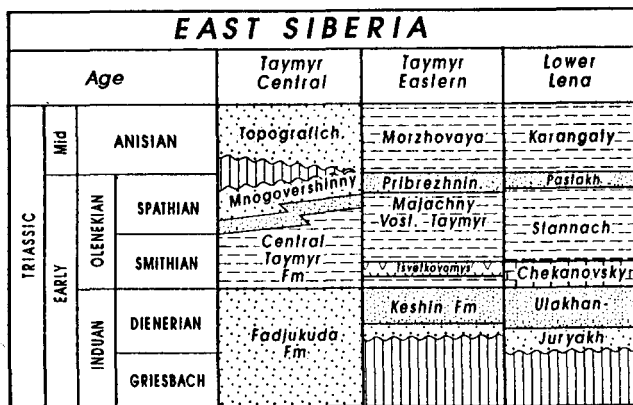 EAST SIBERIA
Age
Taymyr
Central
Taymyr
Eastern
Lower
Lena
TRIASSIC
Mid
EARLY
OLENEKIAN
INDUAN
ANISIAN
SPATHIAN
SMITHIAN
DIENERIAN
GRIESBACH
Topografich.
Mnogovershinny
Central
Taymyr
Fm
Fadjukuda
Fm
Morzhovaya
Pribrezhnin.
Majachny
Vost. Taymyr
Tsvetkovomys
Keshin Fm
Karangaty
Pastakh.
Stannach.
Chekanovsky
Ulakhan-
Juryakh